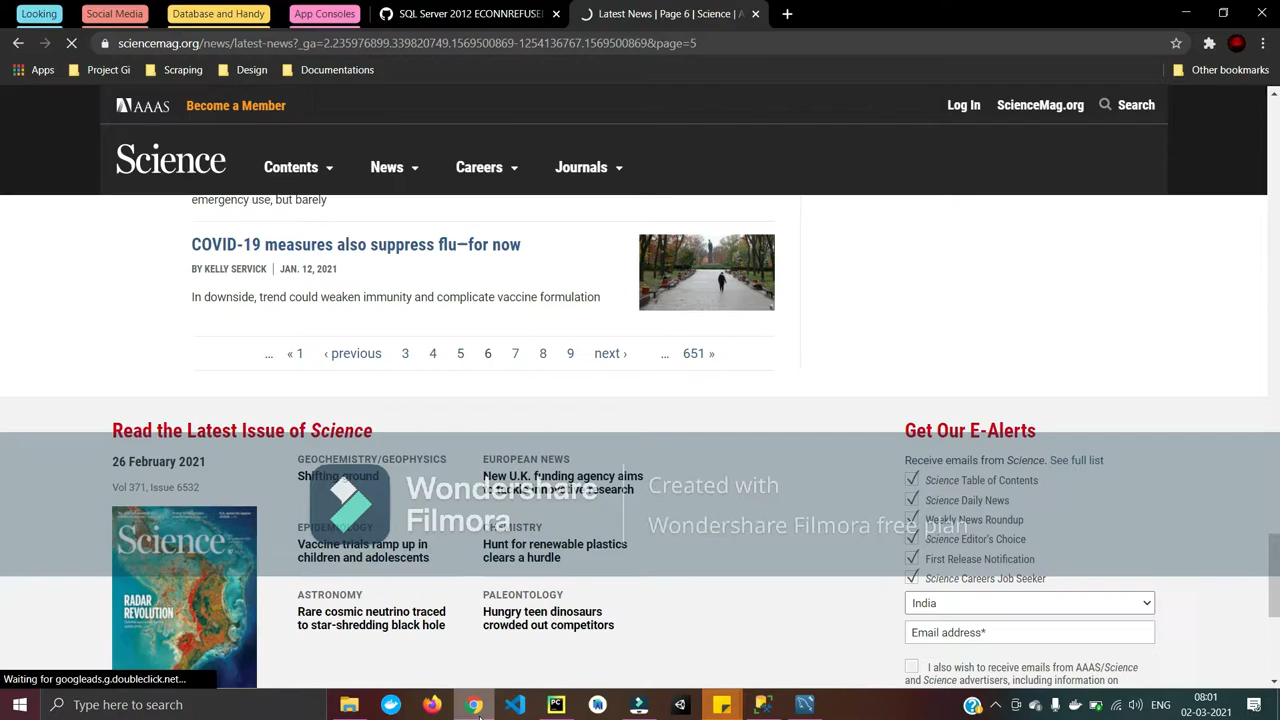 Looking
Social Media
Database and Handy
App Consoles
SQL Server 2012 ECONNREFUSE
Latest News | Page 6 | Science | A
sciencemag.org/news/latest-news?_ga=2.235976899.339820749.1569500869-1254136767.1569500869&page=5
Apps
Project Gi
Scraping
Design
Documentations
Other bookmarks
AAAS
Become a Member
Log In
ScienceMag.org
Search
Science
Contents
News
Careers
Journals
emergency use, but barely
COVID-19 measures also suppress flu—for now
BY KELLY SERVICK | JAN. 12, 2021
In downside, trend could weaken immunity and complicate vaccine formulation
… « 1 ‹ previous 3 4 5 6 7 8 9 next › … 651 »
Read the Latest Issue of Science
26 February 2021
Vol 371, Issue 6532
Science
RADAR
REVOLUTION
GEOCHEMISTRY/GEOPHYSICS
Shifting ground
EUROPEAN NEWS
New U.K. funding agency aims
research
Vaccine trials ramp up in
children and adolescents
Hunt for renewable plastics
clears a hurdle
ASTRONOMY
Rare cosmic neutrino traced
to star-shredding black hole
PALEONTOLOGY
Hungry teen dinosaurs
crowded out competitors
Wondershare
Filmora
Created with
Wondershare Filmora free plan
Get Our E-Alerts
Receive emails from Science. See full list
Science Table of Contents
Science Daily News
Weekly News Roundup
Science Editor's Choice
First Release Notification
Science Careers Job Seeker
India
Email address*
I also wish to receive emails from AAAS/Science
and Science advertisers, including information on
Waiting for googleads.g.doubleclick.net...
Type here to search
ENG
08:01
02-03-2021